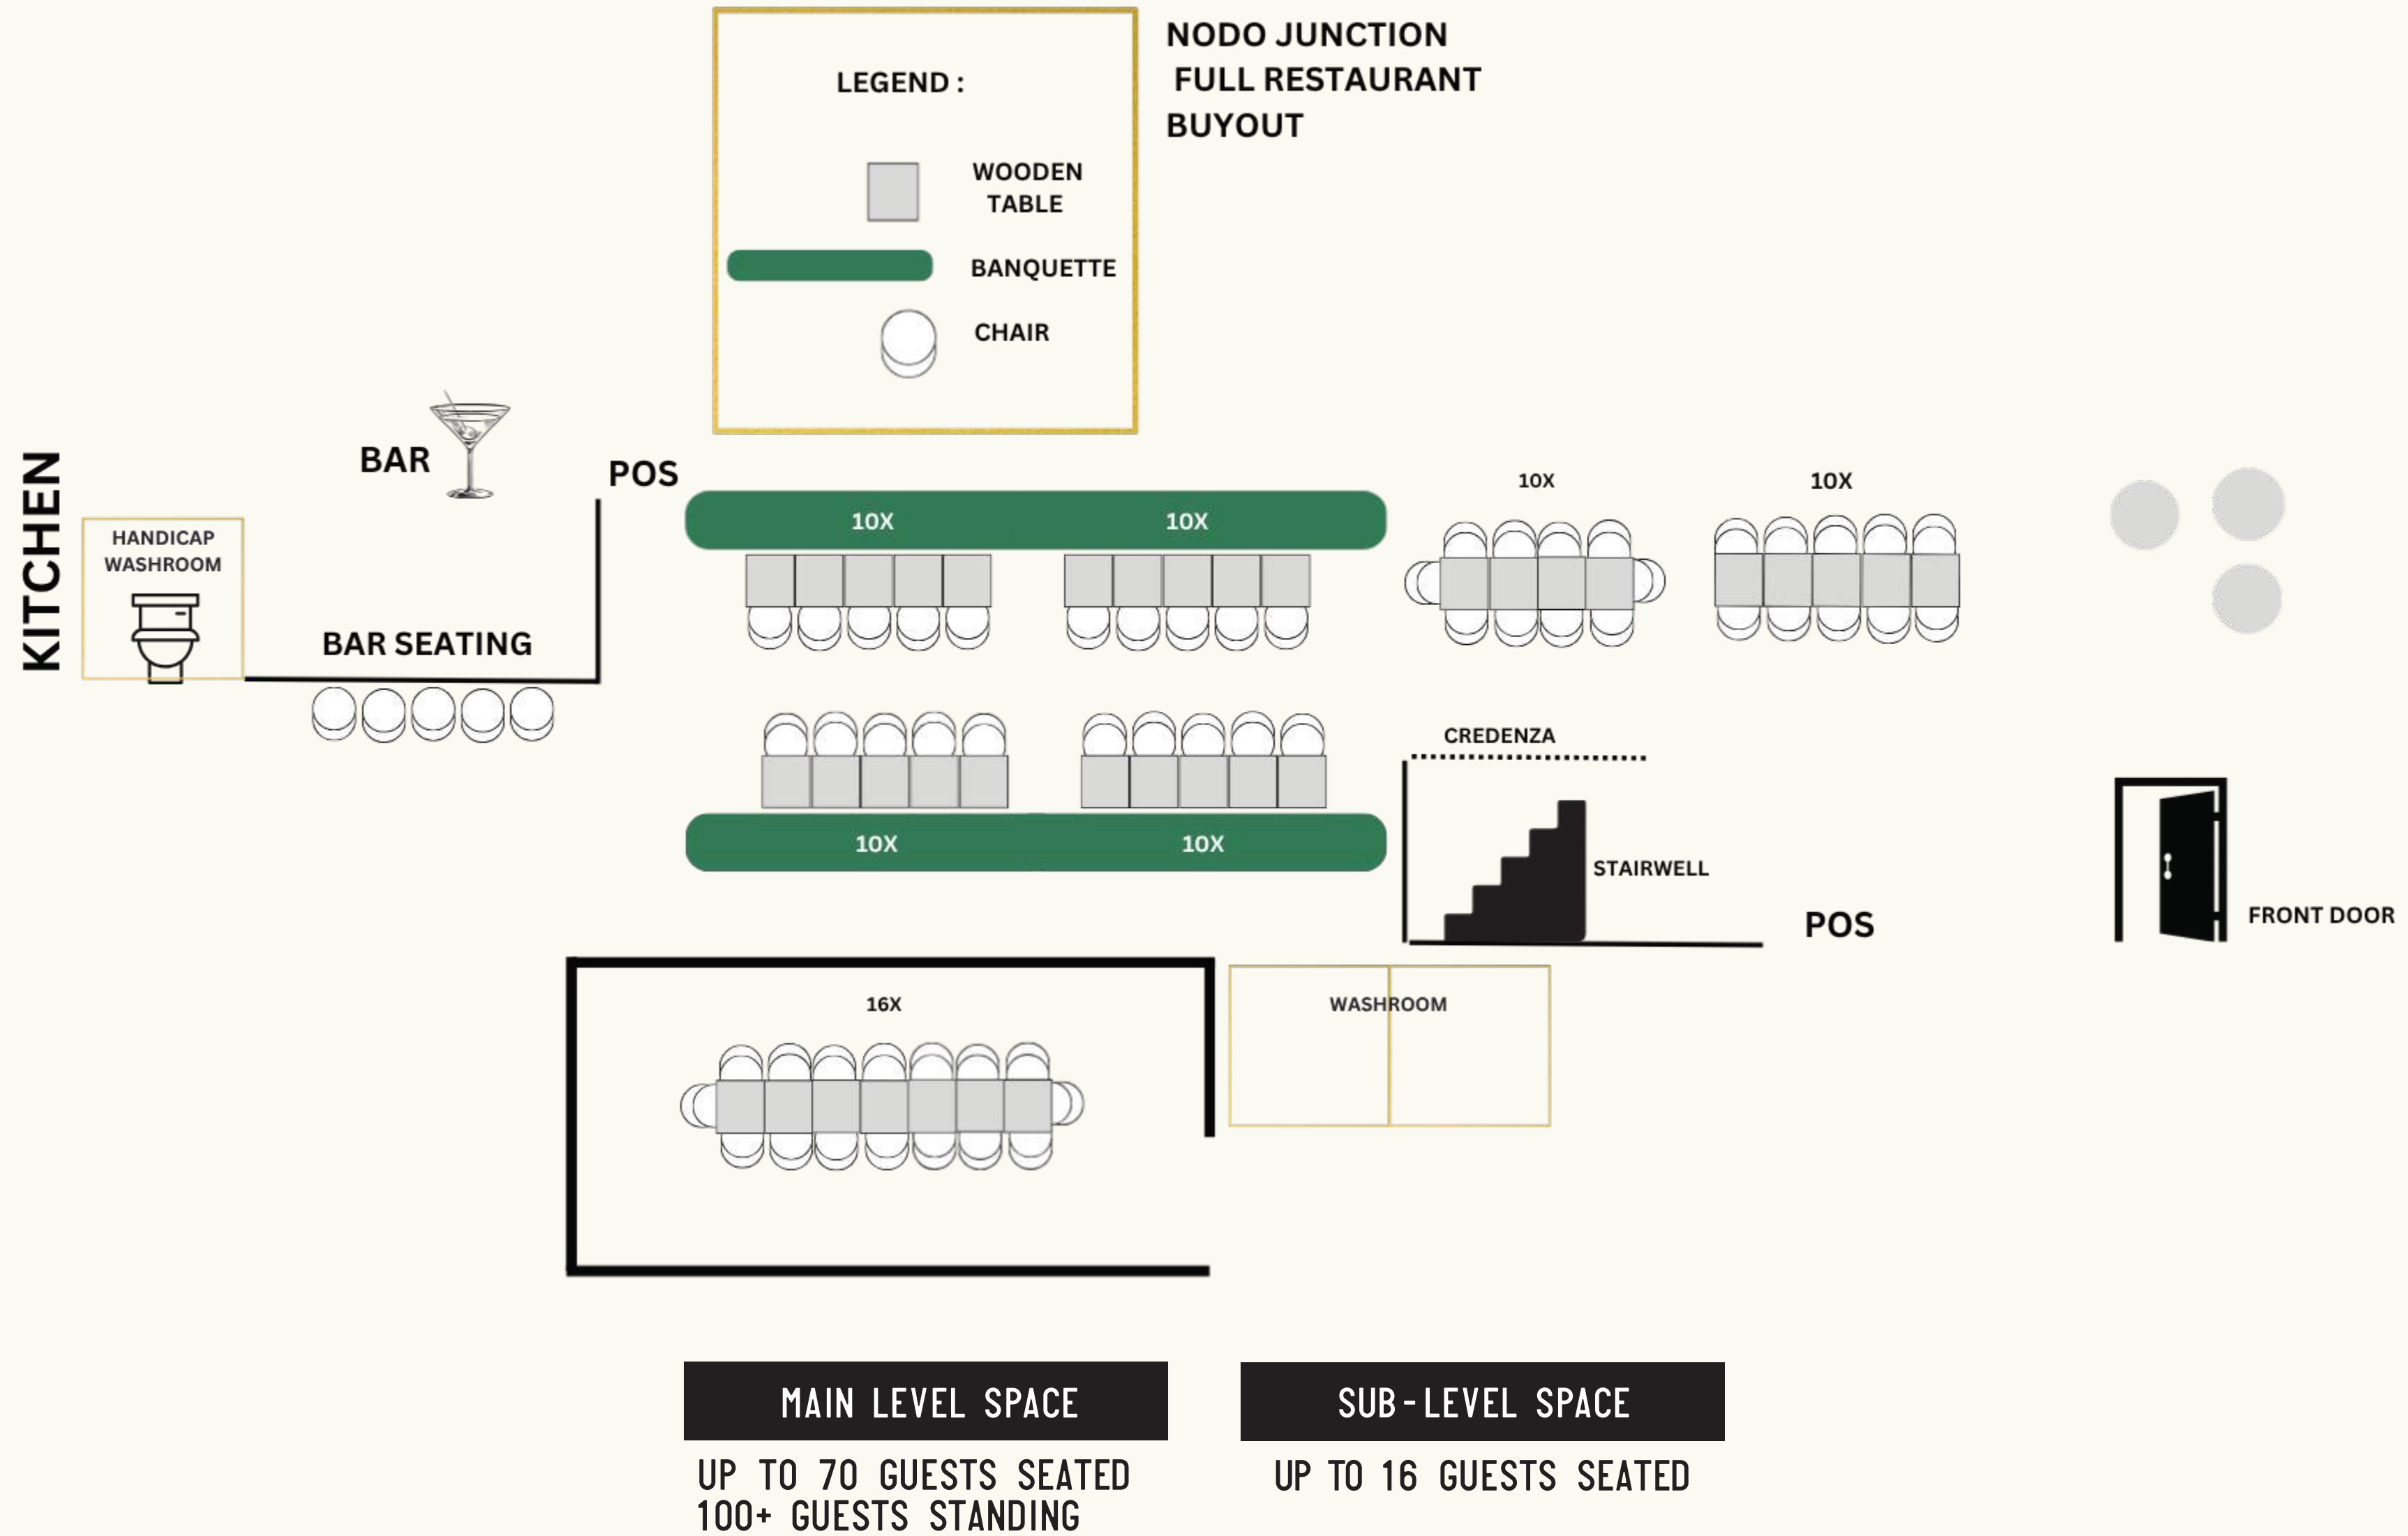 NODO JUNCTION
FULL RESTAURANT
BUYOUT
LEGEND :
WOODEN
TABLE
BANQUETTE
CHAIR
KITCHEN
HANDICAP
WASHROOM
BAR
POS
BAR SEATING
10X
10X
10X
10X
10X
10X
CREDENZA
STAIRWELL
POS
FRONT DOOR
16X
WASHROOM
MAIN LEVEL SPACE
UP TO 70 GUESTS SEATED
100+ GUESTS STANDING
SUB-LEVEL SPACE
UP TO 16 GUESTS SEATED